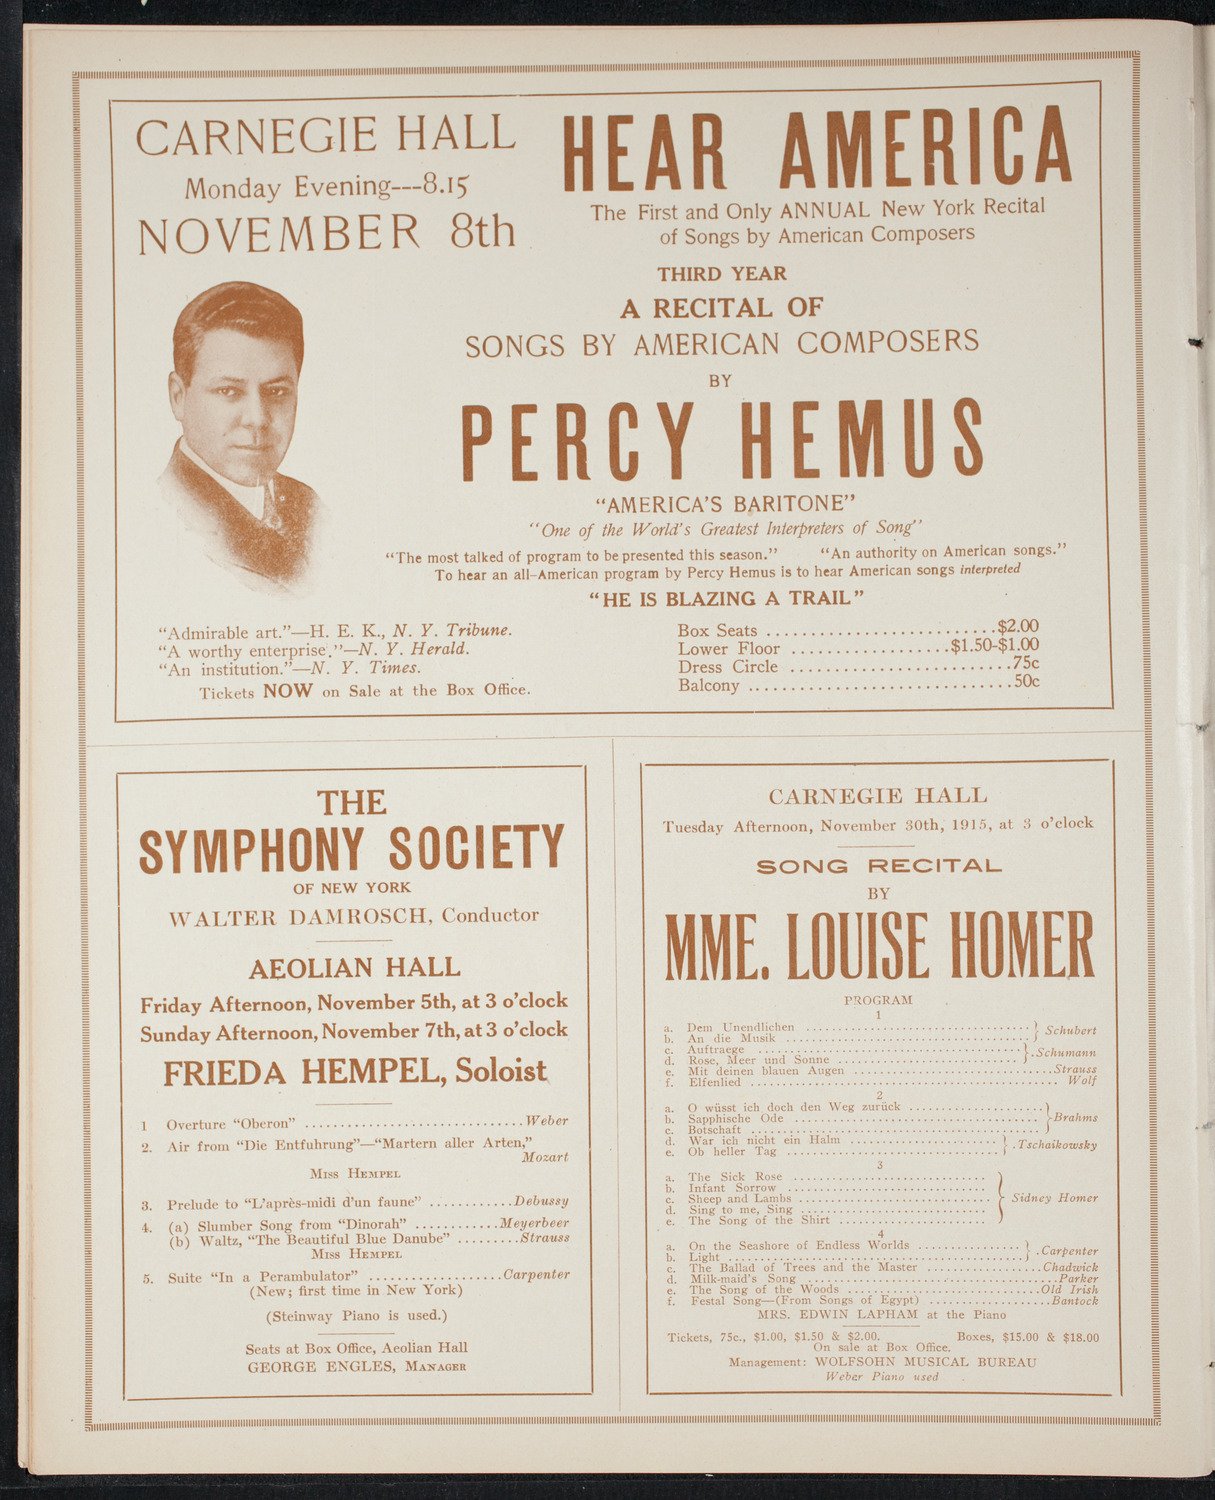 CARNEGIE HALL
Monday Evening---8.15
NOVEMBER 8th
HEAR AMERICA
The First and Only ANNUAL New York Recital
of Songs by American Composers
THIRD YEAR
A RECITAL OF
SONGS BY AMERICAN COMPOSERS
BY
PERCY HEMUS
"AMERICA'S BARITONE"
"One of the World's Greatest Interpreters of Song"
"The most talked of program to be presented this season." "An authority on American songs."
To hear an all-American program by Percy Hemus is to hear American songs interpreted
"HE IS BLAZING A TRAIL"
"Admirable art."—H. E. K., N. Y. Tribune.
"A worthy enterprise."—N. Y. Herald.
"An institution."—N. Y. Times.
Tickets NOW on Sale at the Box Office.
Box Seats ..........................$2.00
Lower Floor ..................$1.50-$1.00
Dress Circle .........................75c
Balcony ..............................50c
THE
SYMPHONY SOCIETY
OF NEW YORK
WALTER DAMROSCH, Conductor
AEOLIAN HALL
Friday Afternoon, November 5th, at 3 o'clock
Sunday Afternoon, November 7th, at 3 o'clock
FRIEDA HEMPEL, Soloist
1 Overture "Oberon" ..............................Weber
2. Air from "Die Entfuhrung"—"Martern aller Arten,"
Mozart
MISS HEMPEL
3. Prelude to "L'après-midi d'un faune" ............Debussy
4. (a) Slumber Song from "Dinorah" ............Meyerbeer
(b) Waltz, "The Beautiful Blue Danube" .........Strauss
MISS HEMPEL
5. Suite "In a Perambulator" ..................Carpenter
(New; first time in New York)
(Steinway Piano is used.)
Seats at Box Office, Aeolian Hall
GEORGE ENGLES, MANAGER
CARNEGIE HALL
Tuesday Afternoon, November 30th, 1915, at 3 o'clock
SONG RECITAL
BY
MME. LOUISE HOMER
PROGRAM
1
a. Dem Unendlichen ................................
b. An die Musik ................................ } Schubert
c. Auftraege ................................
d. Rose, Meer und Sonne ........................ } .Schumann
e. Mit deinen blauen Augen ................................Strauss
f. Elfenlied ................................ Wolf
2
a. O wüsst ich doch den Weg zurück ....................
b. Sapphische Ode ................................ } Brahms
c. Botschaft ................................
d. War ich nicht ein Halm ........................
e. Ob heller Tag ................................ } .Tschaikowsky
3
a. The Sick Rose ................................
b. Infant Sorrow ................................
c. Sheep and Lambs ............................ } Sidney Homer
d. Sing to me, Sing ............................
e. The Song of the Shirt ......................
4
a. On the Seashore of Endless Worlds ................
b. Light ................................ } .Carpenter
c. The Ballad of Trees and the Master .................Chadwick
d. Milk-maid's Song ................................Parker
e. The Song of the Woods ............................Old Irish
f. Festal Song—(From Songs of Egypt) ..................Bantock
MRS. EDWIN LAPHAM at the Piano
Tickets, 75c., $1.00, $1.50 & $2.00. Boxes, $15.00 & $18.00
On sale at Box Office.
Management: WOLFSOHN MUSICAL BUREAU
Weber Piano used